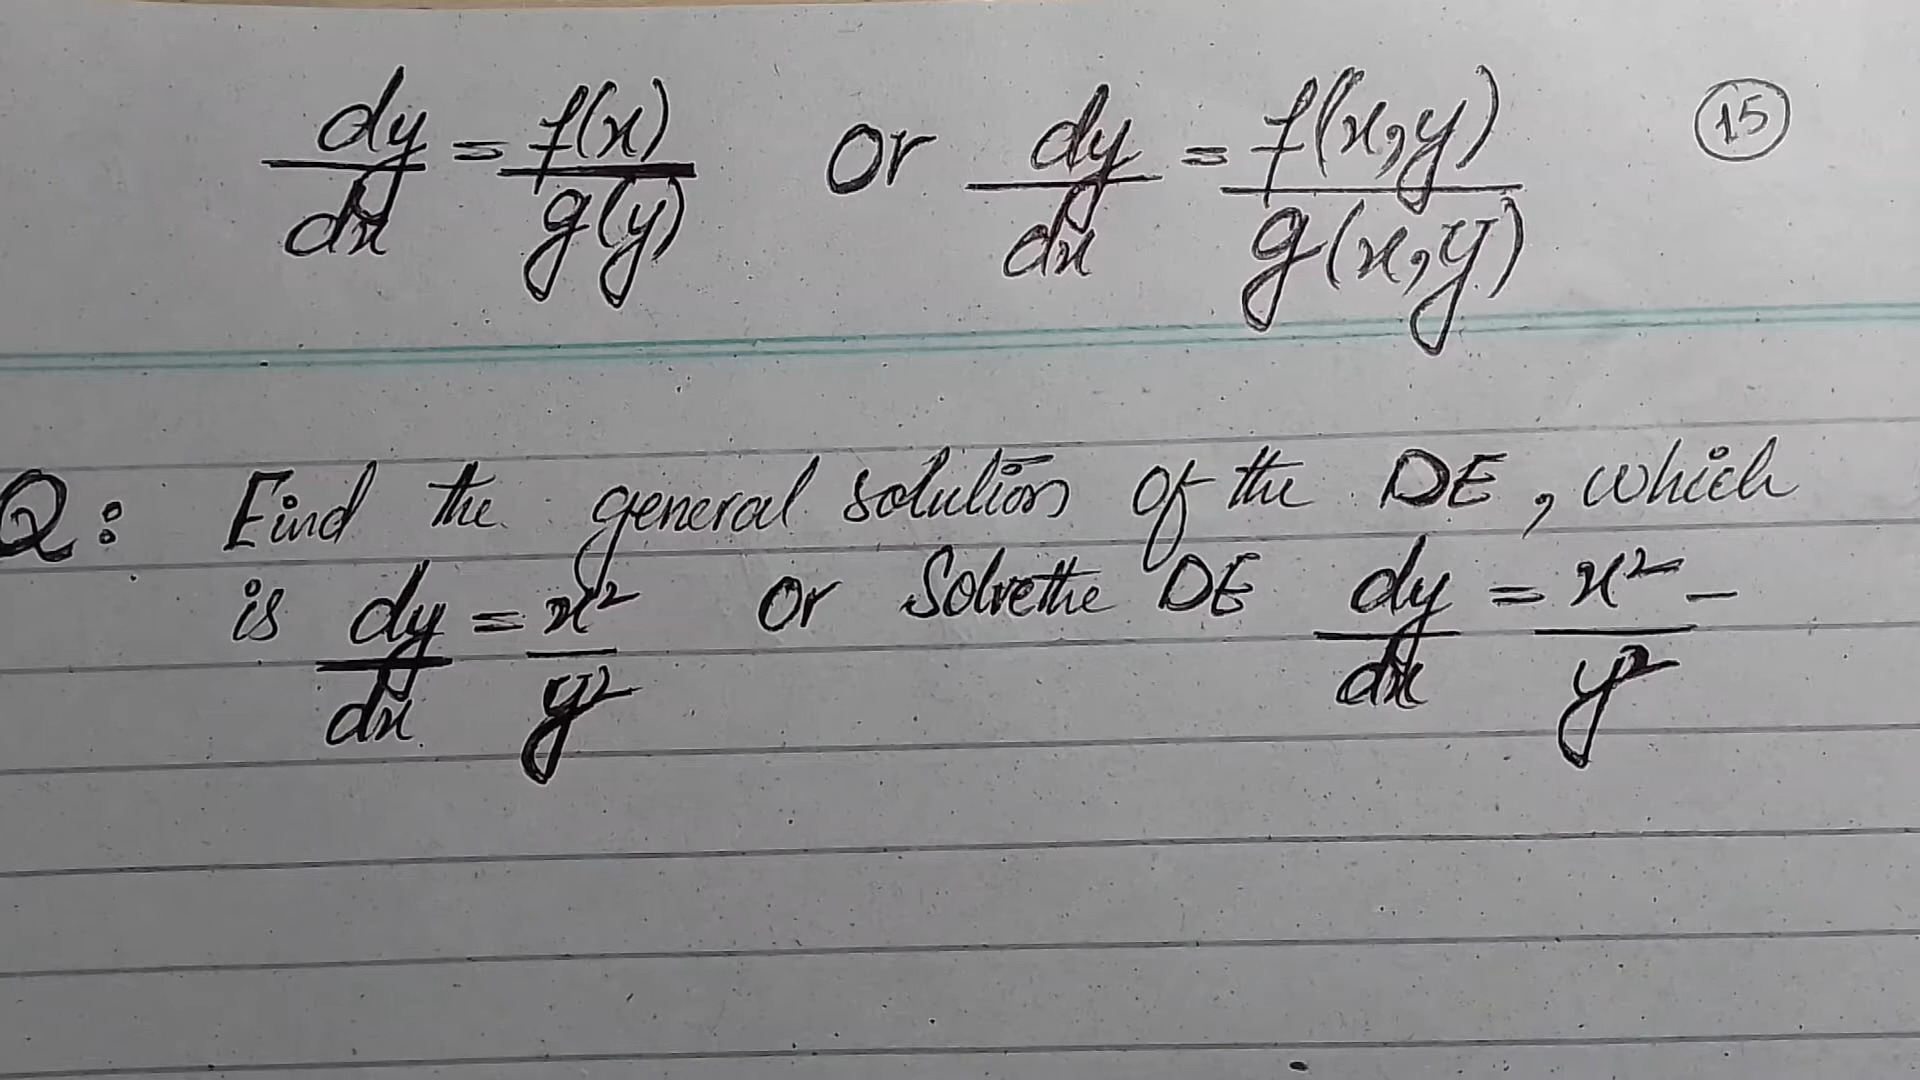 dy/dx = f(x)/g(y) or dy/dx = f(x,y)/g(x,y) 15
Q: Find the general solution of the DE, which
is dy/dx = x²/y² or Solve the DE dy/dx = x²/y² –